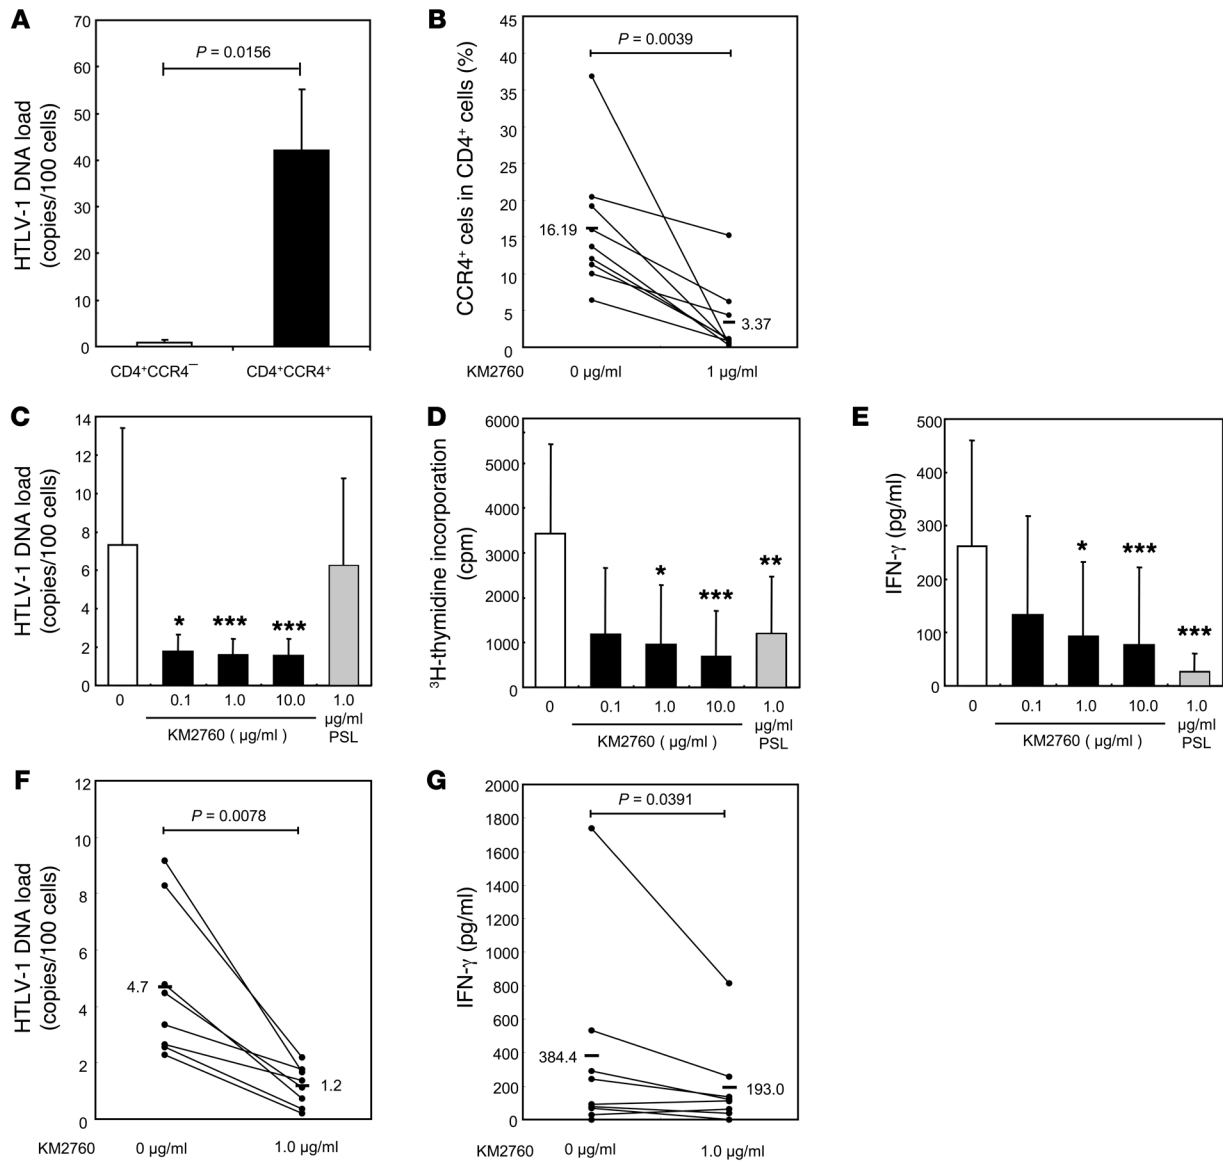 A
HTLV-1 DNA load
(copies/100 cells)
70
60
50
40
30
20
10
0
P = 0.0156
CD4⁺CCR4⁻
CD4⁺CCR4⁺
B
CCR4⁺ cels in CD4⁺ cells (%)
45
40
35
30
25
20
15
10
5
0
P = 0.0039
16.19
3.37
KM2760
0 µg/ml
1 µg/ml
C
HTLV-1 DNA load
(copies/100 cells)
14
12
10
8
6
4
2
0
*
***
***
0
0.1
1.0
10.0
1.0
µg/ml
PSL
KM2760 ( µg/ml )
D
³H-thymidine incorporation
(cpm)
6000
5000
4000
3000
2000
1000
0
*
***
**
0
0.1
1.0
10.0
1.0
µg/ml
PSL
KM2760 ( µg/ml )
E
IFN-γ (pg/ml)
500
400
300
200
100
0
*
***
***
0
0.1
1.0
10.0
1.0
µg/ml
PSL
KM2760 ( µg/ml )
F
HTLV-1 DNA load
(copies/100 cells)
12
10
8
6
4
2
0
P = 0.0078
4.7
1.2
KM2760
0 µg/ml
1.0 µg/ml
G
IFN-γ (pg/ml)
2000
1800
1600
1400
1200
1000
800
600
400
200
0
P = 0.0391
384.4
193.0
KM2760
0 µg/ml
1.0 µg/ml